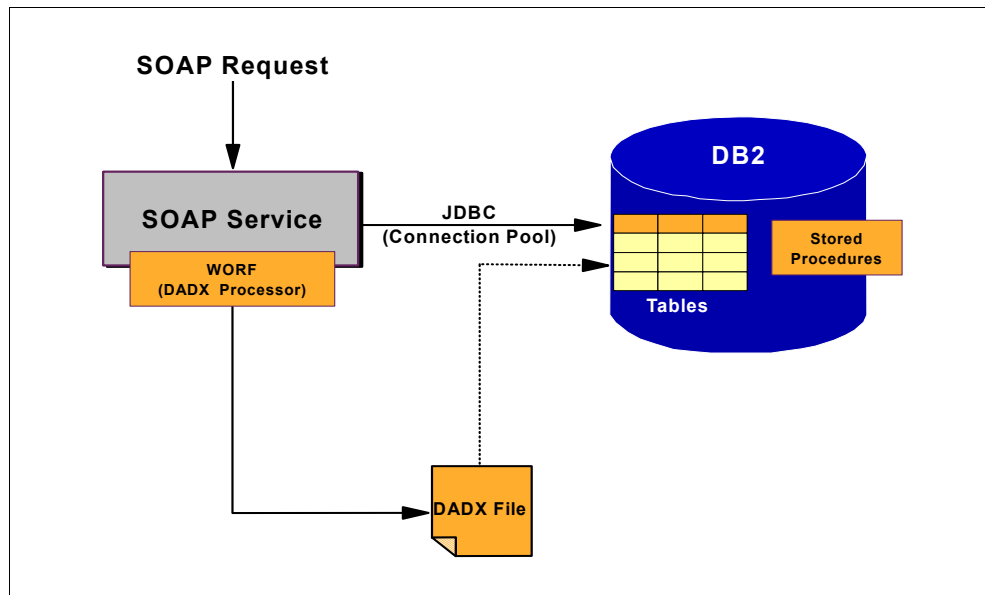 SOAP Request
DB2
SOAP Service
JDBC
(Connection Pool)
Stored
Procedures
WORF
(DADX Processor)
Tables
DADX File